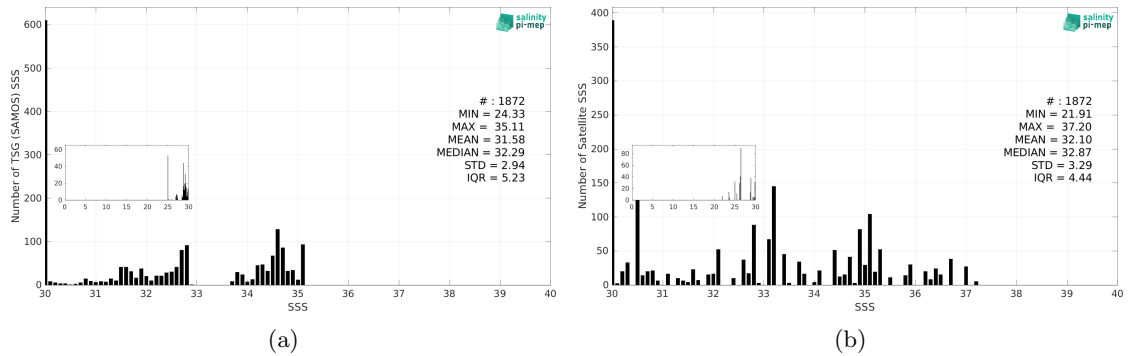 600
500
400
300
200
100
0
Number of TSG (SAMOS) SSS
30 31 32 33 34 35 36 37 38 39 40
SSS
salinity
pi-mep
# : 1872
MIN = 24.33
MAX = 35.11
MEAN = 31.58
MEDIAN = 32.29
STD = 2.94
IQR = 5.23
60
40
20
0
0 5 10 15 20 25 30
(a)
400
350
300
250
200
150
100
50
0
Number of Satellite SSS
30 31 32 33 34 35 36 37 38 39 40
SSS
salinity
pi-mep
# : 1872
MIN = 21.91
MAX = 37.20
MEAN = 32.10
MEDIAN = 32.87
STD = 3.29
IQR = 4.44
80
60
40
20
0
0 5 10 15 20 25 30
(b)